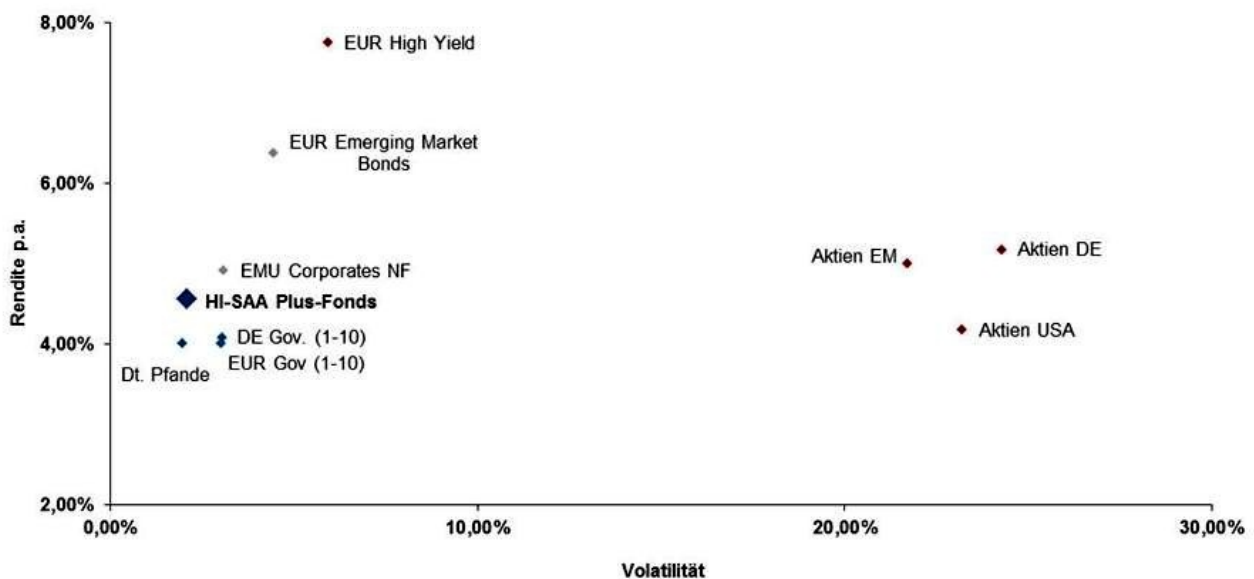 8,00%
EUR High Yield
EUR Emerging Market
Bonds
6,00%
Rendite p.a.
Aktien EM
Aktien DE
EMU Corporates NF
HI-SAA Plus-Fonds
DE Gov. (1-10)
Aktien USA
4,00%
EUR Gov (1-10)
Dt. Pfande
2,00%
0,00%
10,00%
20,00%
30,00%
Volatilität